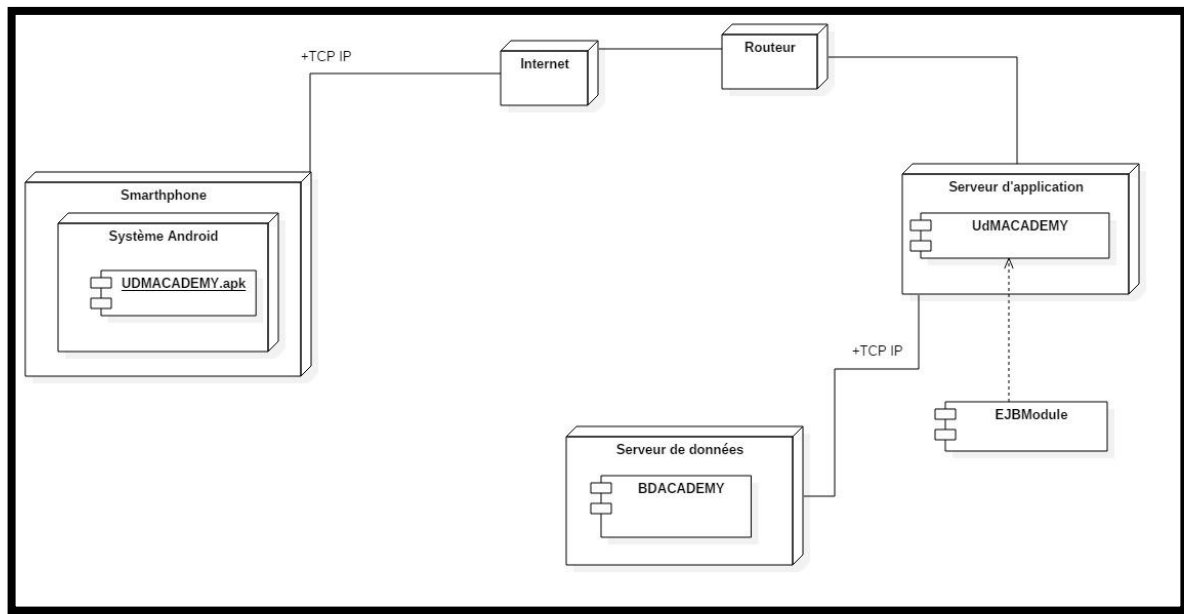 +TCP IP
Internet
Routeur
Smarthphone
Système Android
UDMACADEMY.apk
Serveur d'application
UdMACADEMY
+TCP IP
EJBModule
Serveur de données
BDACADEMY